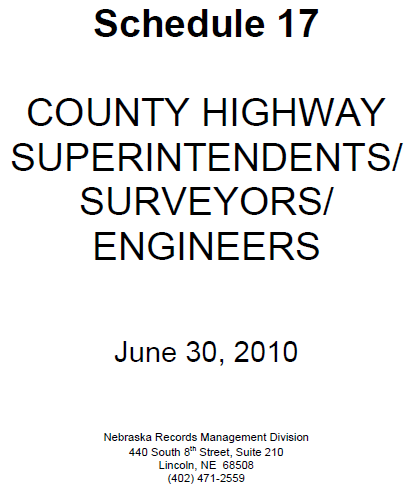 Schedule 17
COUNTY HIGHWAY
SUPERINTENDENTS/
SURVEYORS/
ENGINEERS
June 30, 2010
Nebraska Records Management Division
440 South 8th Street, Suite 210
Lincoln, NE  68508
(402) 471-2559